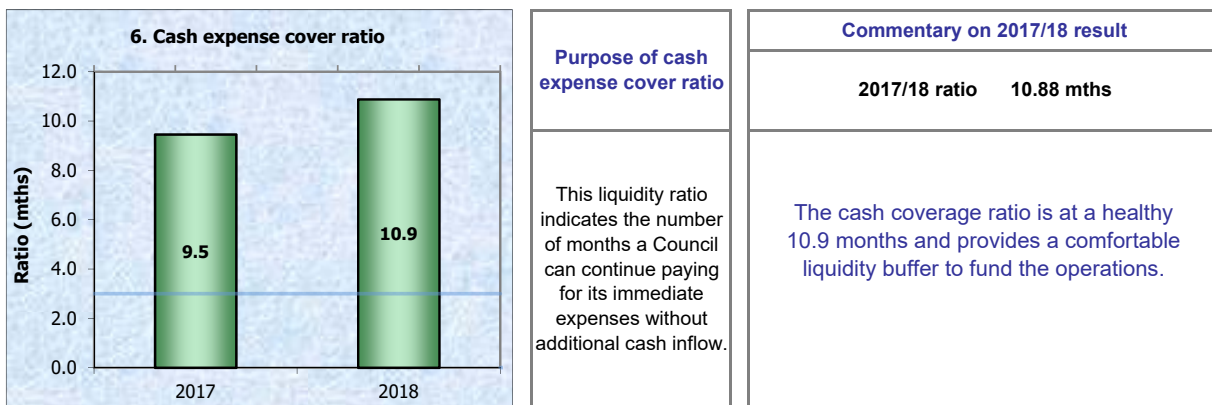 6. Cash expense cover ratio
Ratio (mths)
12.0
10.0
8.0
6.0
4.0
2.0
0.0
9.5
10.9
2017
2018
Purpose of cash
expense cover ratio
This liquidity ratio
indicates the number
of months a Council
can continue paying
for its immediate
expenses without
additional cash inflow.
Commentary on 2017/18 result
2017/18 ratio 10.88 mths
The cash coverage ratio is at a healthy
10.9 months and provides a comfortable
liquidity buffer to fund the operations.